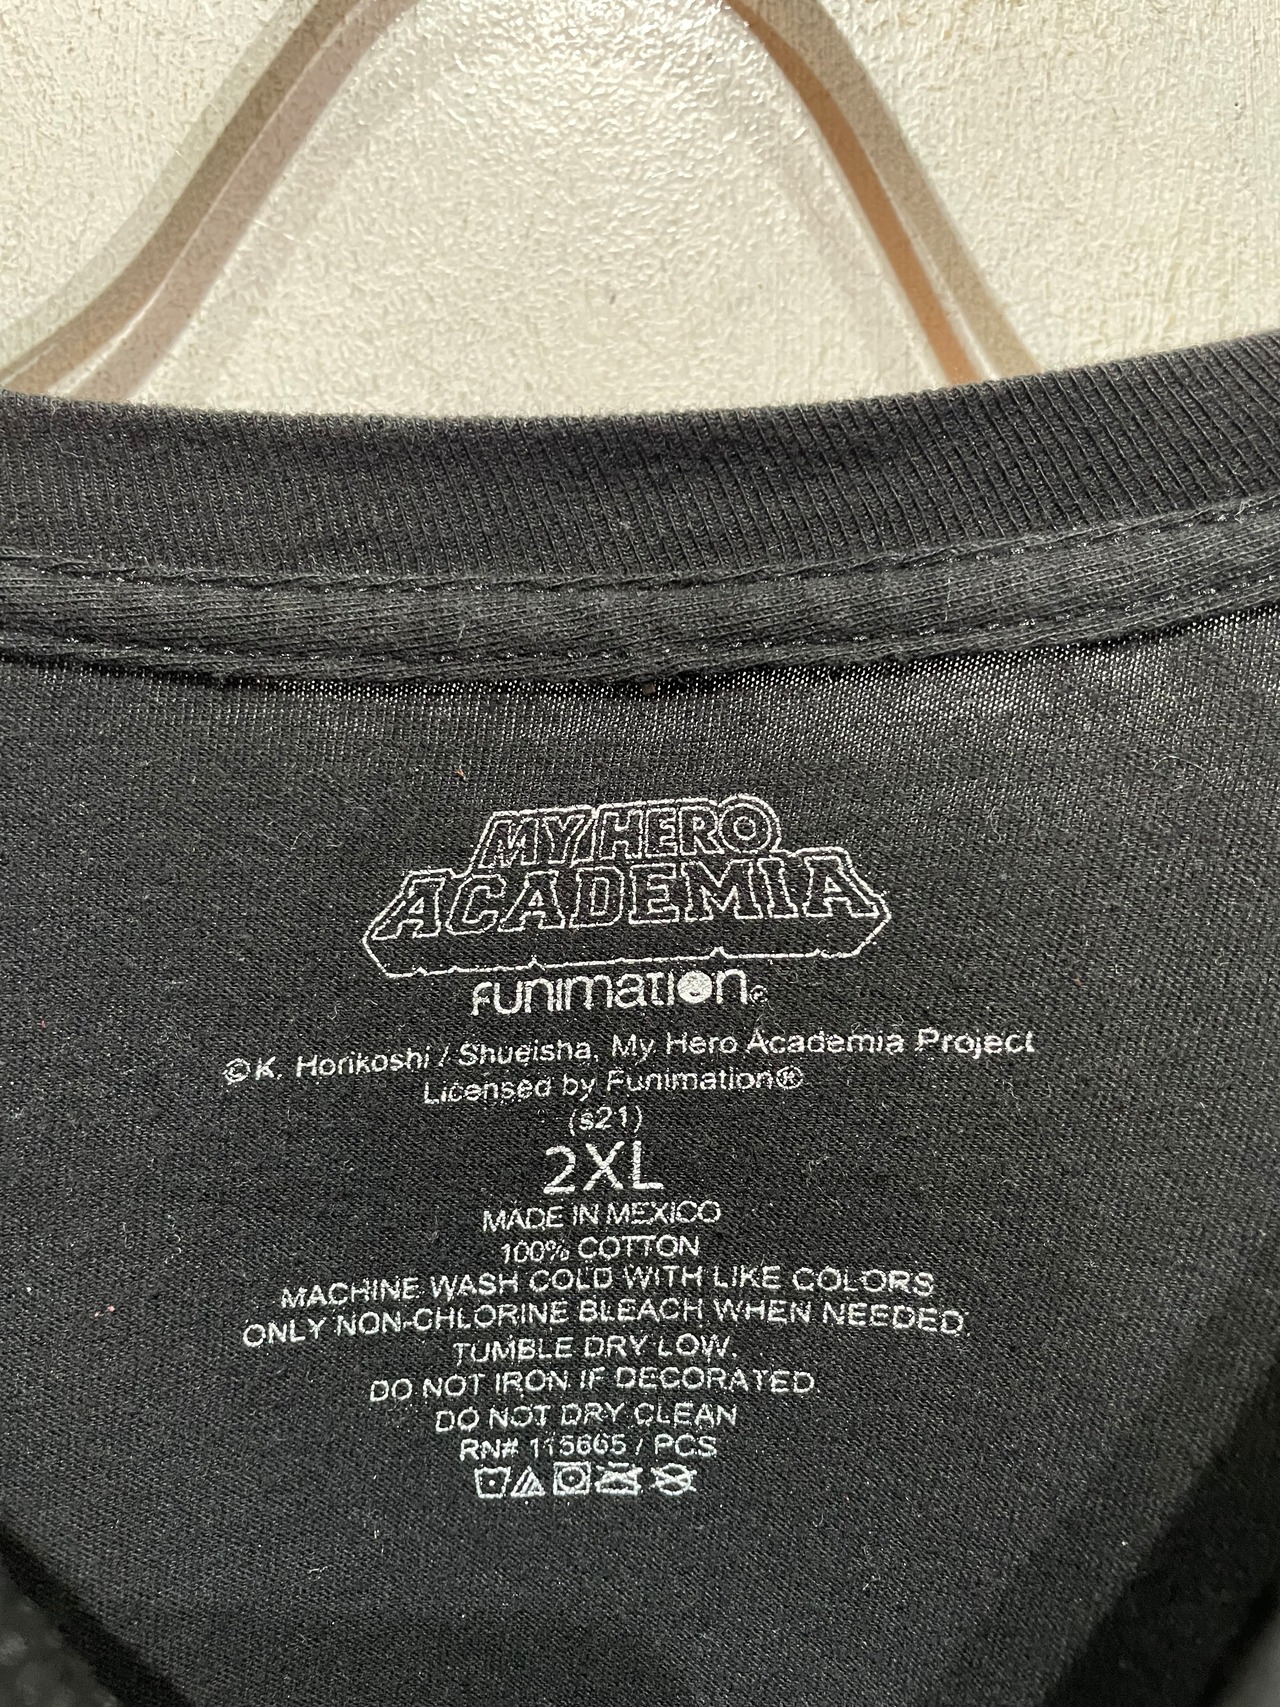 MY HERO
ACADEMIA
FUNimation®
©K. Horikoshi / Shueisha, My Hero Academia Project
Licensed by Funimation®
(s21)
2XL
MADE IN MEXICO
100% COTTON
MACHINE WASH COLD WITH LIKE COLORS
ONLY NON-CHLORINE BLEACH WHEN NEEDED.
TUMBLE DRY LOW.
DO NOT IRON IF DECORATED
DO NOT DRY CLEAN
RN# 115665 / PCS